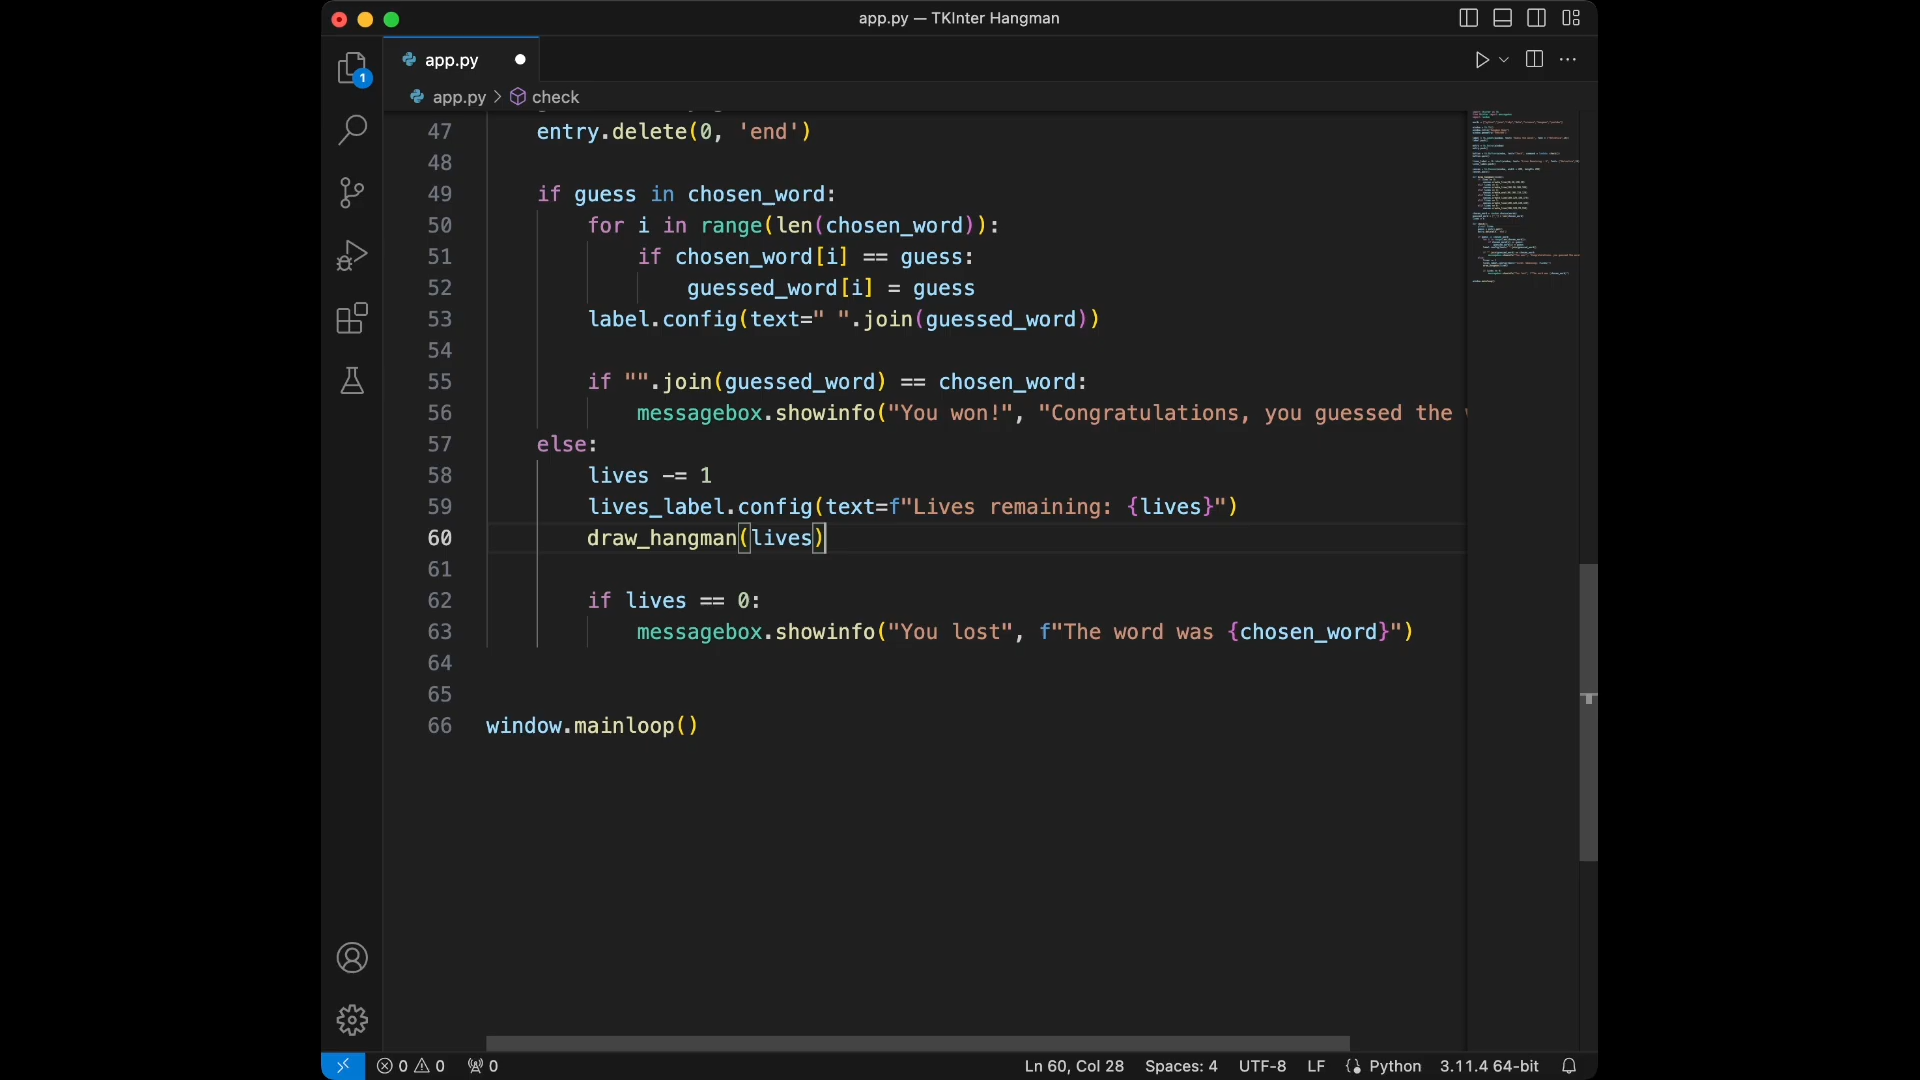 app.py — TKInter Hangman
app.py
1
app.py > check
47 entry.delete(0, 'end')
48
49 if guess in chosen_word:
50 for i in range(len(chosen_word)):
51 if chosen_word[i] == guess:
52 guessed_word[i] = guess
53 label.config(text=" ".join(guessed_word))
54
55 if "".join(guessed_word) == chosen_word:
56 messagebox.showinfo("You won!", "Congratulations, you guessed the
57 else:
58 lives -= 1
59 lives_label.config(text=f"Lives remaining: {lives}")
60 draw_hangman(lives)
61
62 if lives == 0:
63 messagebox.showinfo("You lost", f"The word was {chosen_word}")
64
65
66 window.mainloop()
0 0 0 Ln 60, Col 28 Spaces: 4 UTF-8 LF Python 3.11.4 64-bit